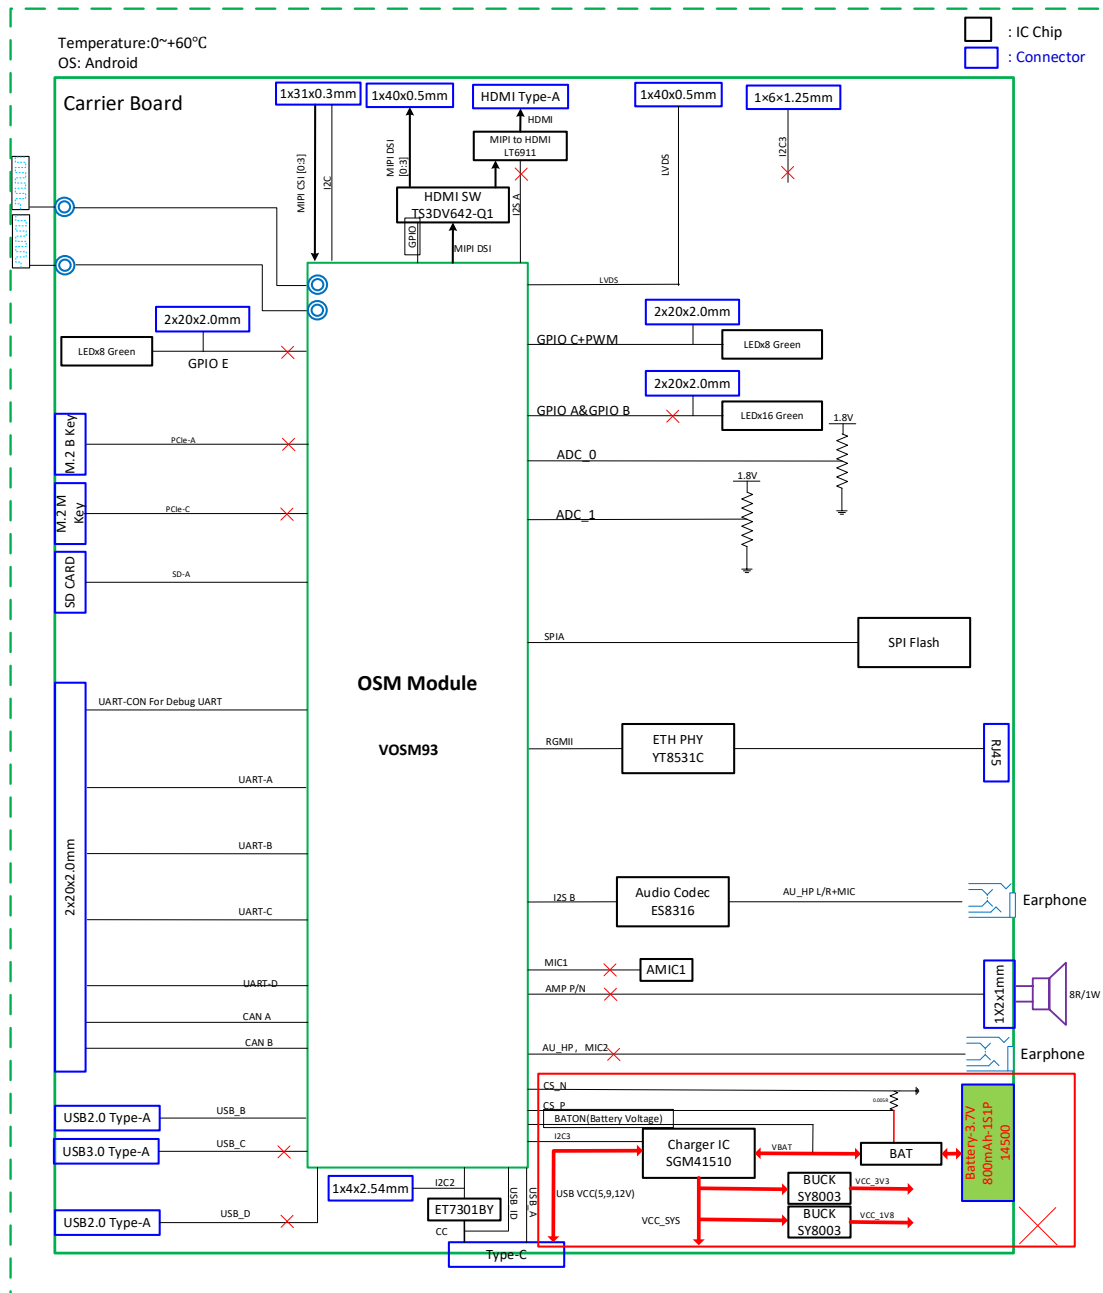 Temperature:0~+60℃
OS: Android
: IC Chip
: Connector
Carrier Board
1x31x0.3mm
1x40x0.5mm
HDMI Type-A
1x40x0.5mm
1×6×1.25mm
HDMI
MIPI to HDMI
LT6911
MIPI CSI [0:3]
I2C
MIPI DSI
[0:3]
I2S A
LVDS
I2C3
HDMI SW
TS3DV642-Q1
GPIO
MIPI DSI
LVDS
2x20x2.0mm
LEDx8 Green
GPIO E
2x20x2.0mm
GPIO C+PWM
LEDx8 Green
2x20x2.0mm
GPIO A&GPIO B
LEDx16 Green
M.2 B Key
PCIe-A
ADC_0
1.8V
M.2 M
Key
PCIe-C
ADC_1
1.8V
SD CARD
SD-A
SPIA
SPI Flash
OSM Module
VOSM93
2x20x2.0mm
UART-CON For Debug UART
UART-A
UART-B
UART-C
UART-D
CAN A
CAN B
RGMII
ETH PHY
YT8531C
RJ45
I2S B
Audio Codec
ES8316
AU_HP L/R+MIC
Earphone
MIC1
AMIC1
AMP P/N
1X2x1mm
8R/1W
AU_HP，MIC2
Earphone
CS_N
CS_P
0.005R
BATON(Battery Voltage)
I2C3
Charger IC
SGM41510
VBAT
BAT
Battery-3.7V
800mAh-1S1P
14500
USB VCC(5,9,12V)
VCC_SYS
BUCK
SY8003
VCC_3V3
BUCK
SY8003
VCC_1V8
USB2.0 Type-A
USB_B
USB3.0 Type-A
USB_C
USB2.0 Type-A
USB_D
1x4x2.54mm
I2C2
ET7301BY
CC
USB_ID
USB_A
Type-C